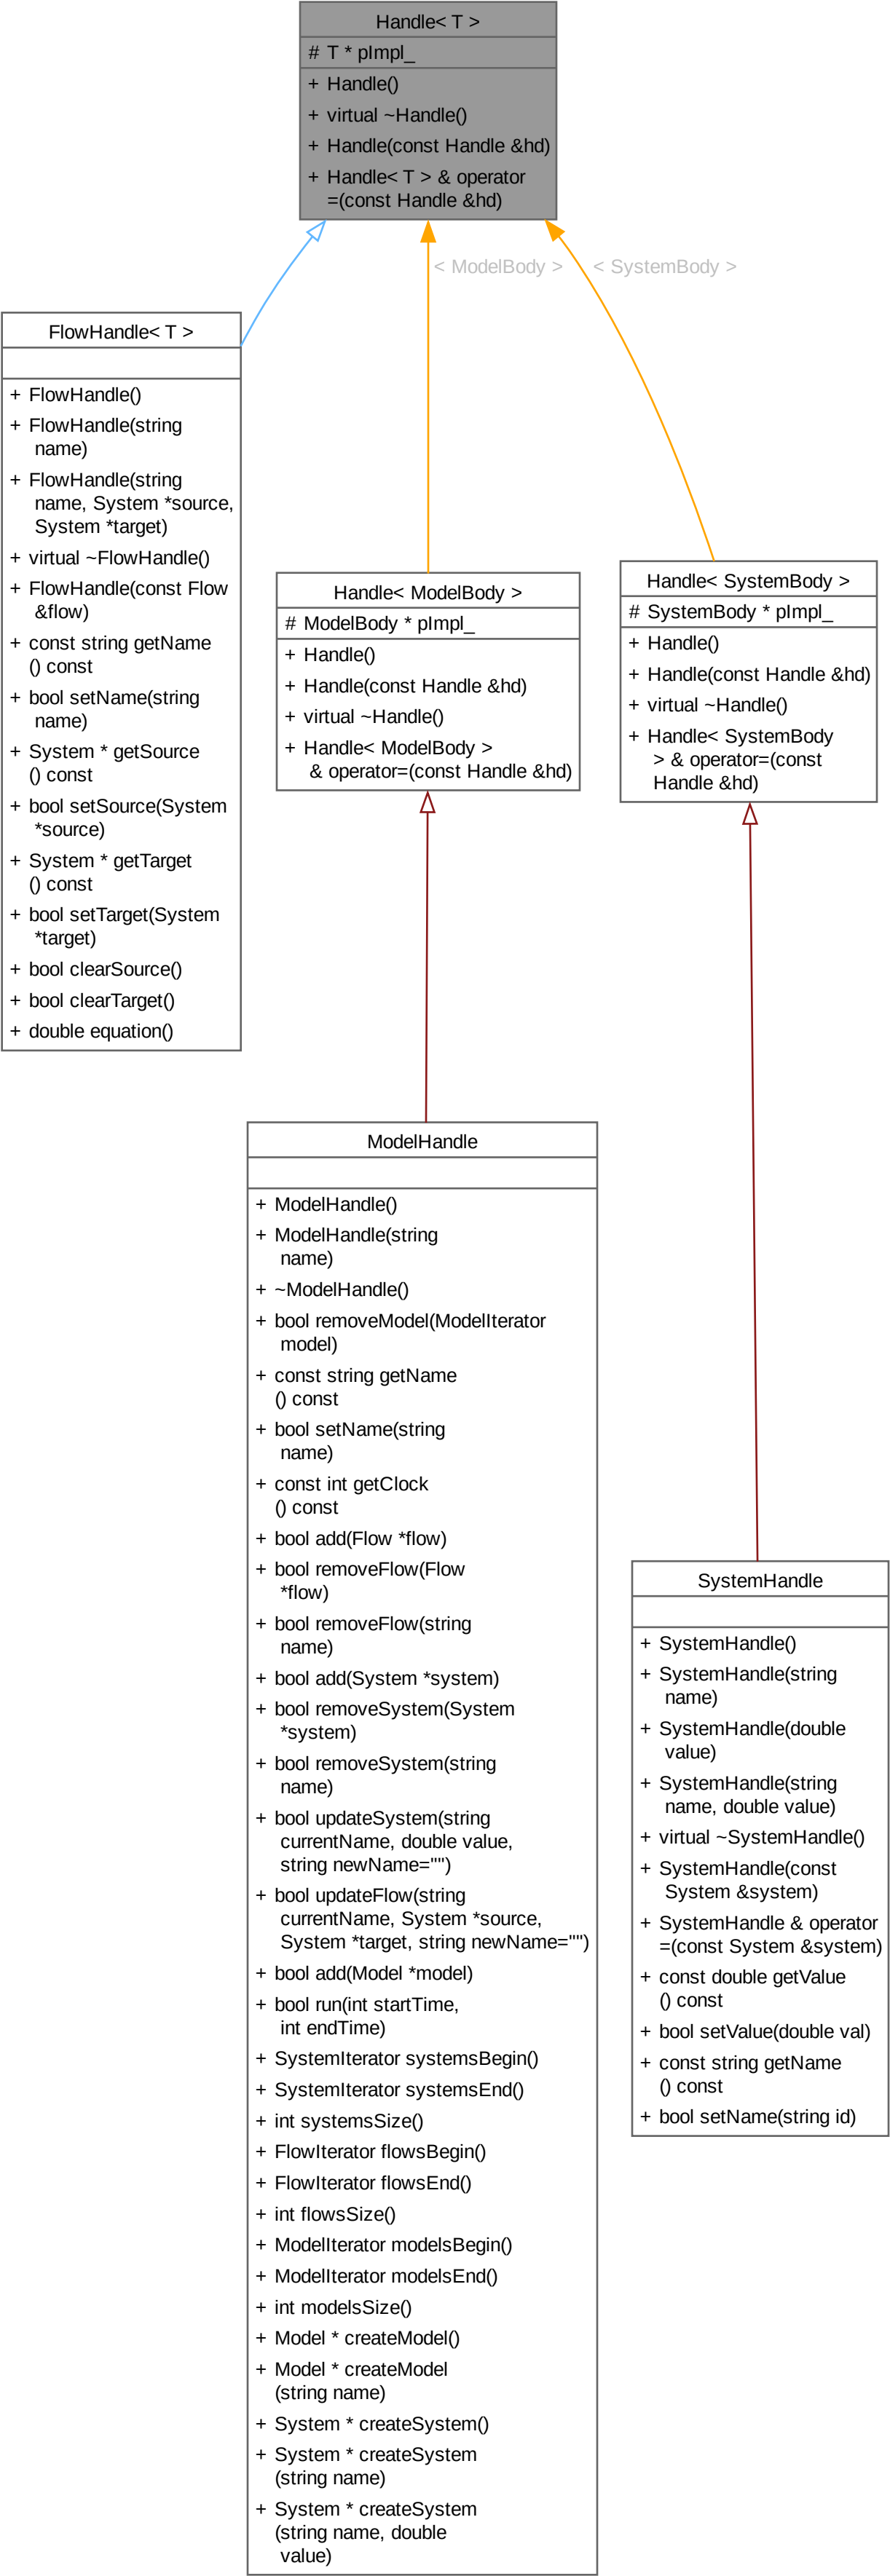 Handle< T >
# T * pImpl_
+ Handle()
+ virtual ~Handle()
+ Handle(const Handle &hd)
+ Handle< T > & operator
=(const Handle &hd)
< ModelBody >
< SystemBody >
FlowHandle< T >
+ FlowHandle()
+ FlowHandle(string
name)
+ FlowHandle(string
name, System *source,
System *target)
+ virtual ~FlowHandle()
+ FlowHandle(const Flow
&flow)
+ const string getName
() const
+ bool setName(string
name)
+ System * getSource
() const
+ bool setSource(System
*source)
+ System * getTarget
() const
+ bool setTarget(System
*target)
+ bool clearSource()
+ bool clearTarget()
+ double equation()
Handle< ModelBody >
# ModelBody * pImpl_
+ Handle()
+ Handle(const Handle &hd)
+ virtual ~Handle()
+ Handle< ModelBody >
& operator=(const Handle &hd)
Handle< SystemBody >
# SystemBody * pImpl_
+ Handle()
+ Handle(const Handle &hd)
+ virtual ~Handle()
+ Handle< SystemBody
> & operator=(const
Handle &hd)
ModelHandle
+ ModelHandle()
+ ModelHandle(string
name)
+ ~ModelHandle()
+ bool removeModel(ModelIterator
model)
+ const string getName
() const
+ bool setName(string
name)
+ const int getClock
() const
+ bool add(Flow *flow)
+ bool removeFlow(Flow
*flow)
+ bool removeFlow(string
name)
+ bool add(System *system)
+ bool removeSystem(System
*system)
+ bool removeSystem(string
name)
+ bool updateSystem(string
currentName, double value,
string newName="")
+ bool updateFlow(string
currentName, System *source,
System *target, string newName="")
+ bool add(Model *model)
+ bool run(int startTime,
int endTime)
+ SystemIterator systemsBegin()
+ SystemIterator systemsEnd()
+ int systemsSize()
+ FlowIterator flowsBegin()
+ FlowIterator flowsEnd()
+ int flowsSize()
+ ModelIterator modelsBegin()
+ ModelIterator modelsEnd()
+ int modelsSize()
+ Model * createModel()
+ Model * createModel
(string name)
+ System * createSystem()
+ System * createSystem
(string name)
+ System * createSystem
(string name, double
value)
SystemHandle
+ SystemHandle()
+ SystemHandle(string
name)
+ SystemHandle(double
value)
+ SystemHandle(string
name, double value)
+ virtual ~SystemHandle()
+ SystemHandle(const
System &system)
+ SystemHandle & operator
=(const System &system)
+ const double getValue
() const
+ bool setValue(double val)
+ const string getName
() const
+ bool setName(string id)